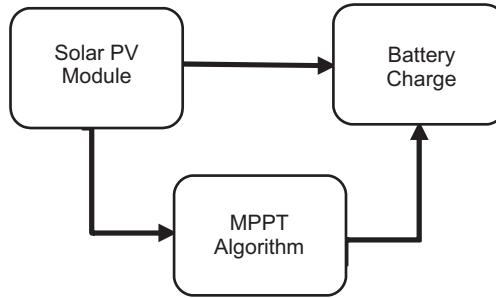 Solar PV
Module
Battery
Charge
MPPT
Algorithm